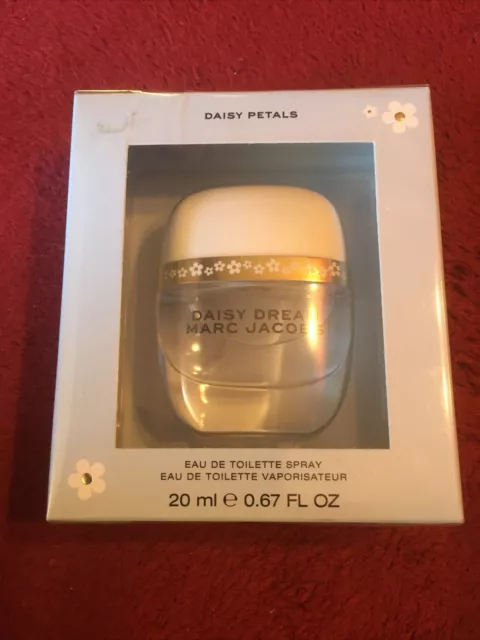 DAISY PETALS
DAISY DREAM
MARC JACOBS
EAU DE TOILETTE SPRAY
EAU DE TOILETTE VAPORISATEUR
20 ml ℮ 0.67 FL OZ